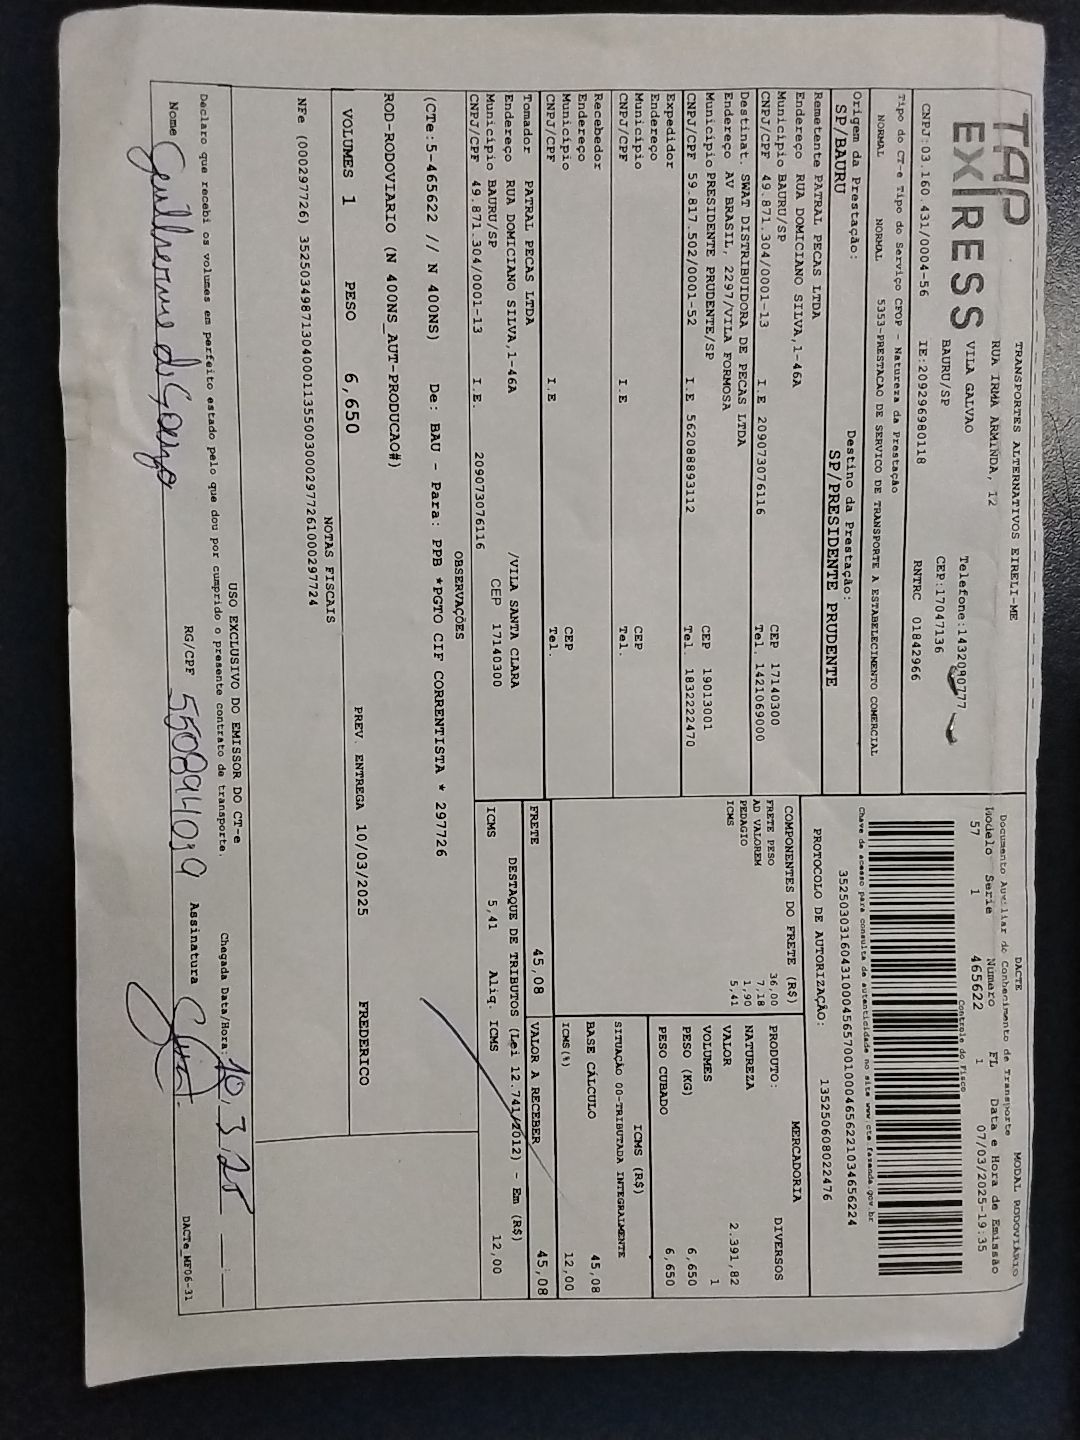 TAP
EXPRESS
TRANSPORTES ALTERNATIVOS EIRELI-ME
RUA IRMÃ ARMINDA, 12
VILA GALVAO
BAURU/SP
Telefone:1432090777
CEP:17047136
CNPJ:03.160.431/0004-56 IE:209296980118 RNTRC 01842966
Tipo do CT-e Tipo do Serviço CFOP - Natureza da Prestação
NORMAL NORMAL 5353-PRESTACAO DE SERVICO DE TRANSPORTE A ESTABELECIMENTO COMERCIAL
Origem da Prestação: Destino da Prestação:
SP/BAURU SP/PRESIDENTE PRUDENTE
DACTE MODAL RODOVIÁRIO
Documento Auxiliar do Conhecimento de Transporte
Modelo Serie Número FL Data e Hora de Emissão
57 1 465622 1 07/03/2025-19:35
Controle do Fisco
Chave de acesso para consulta de autenticidade no site www.cte.fazenda.gov.br
35250303160431000456570010004656221034656224
PROTOCOLO DE AUTORIZAÇÃO: 135250608022476
Remetente PATRAL PECAS LTDA
Endereço RUA DOMICIANO SILVA,1-46A
Município BAURU/SP CEP 17140300
CNPJ/CPF 49.871.304/0001-13 I.E 209073076116 Tel. 1421069000
Destinat. SWAT DISTRIBUIDORA DE PECAS LTDA
Endereço AV BRASIL, 2297/VILA FORMOSA
Município PRESIDENTE PRUDENTE/SP CEP 19013001
CNPJ/CPF 59.817.502/0001-52 I.E 562088893112 Tel. 1832222470
Expedidor
Endereço
Município CEP
CNPJ/CPF I.E Tel.
Recebedor
Endereço
Município CEP
CNPJ/CPF I.E Tel.
Tomador PATRAL PECAS LTDA
Endereço RUA DOMICIANO SILVA,1-46A /VILA SANTA CLARA
Município BAURU/SP CEP 17140300
CNPJ/CPF 49.871.304/0001-13 I.E. 209073076116
COMPONENTES DO FRETE (R$)
FRETE PESO 36,00
AD VALOREM 7,18
PEDAGIO 1,90
ICMS 5,41
MERCADORIA
PRODUTO: DIVERSOS
NATUREZA
VALOR 2.391,82
VOLUMES 1
PESO (KG) 6,650
PESO CUBADO 6,650
ICMS (R$)
SITUAÇÃO 00-TRIBUTADA INTEGRALMENTE
BASE CÁLCULO 45,08
ICMS(%) 12,00
FRETE 45,08 VALOR A RECEBER 45,08
DESTAQUE DE TRIBUTOS (Lei 12.741/2012) - Em (R$)
ICMS 5,41 Aliq. ICMS 12,00
OBSERVAÇÕES
(CTe:5-465622 // N 400NS) De: BAU - Para: PPB *PGTO CIF CORRENTISTA * 297726
ROD-RODOVIARIO (N 400NS_AUT-PRODUCAO#)
VOLUMES 1 PESO 6,650 PREV. ENTREGA 10/03/2025 FREDERICO
NOTAS FISCAIS
NFe (000297726) 35250349871304000113550030002977261000297724
USO EXCLUSIVO DO EMISSOR DO CT-e
Declaro que recebi os volumes em perfeito estado pelo que dou por cumprido o presente contrato de transporte. Chegada Data/Hora: 10,3,25 __:__
Nome Guilherme RG/CPF Assinatura
DACTe_MF06-31